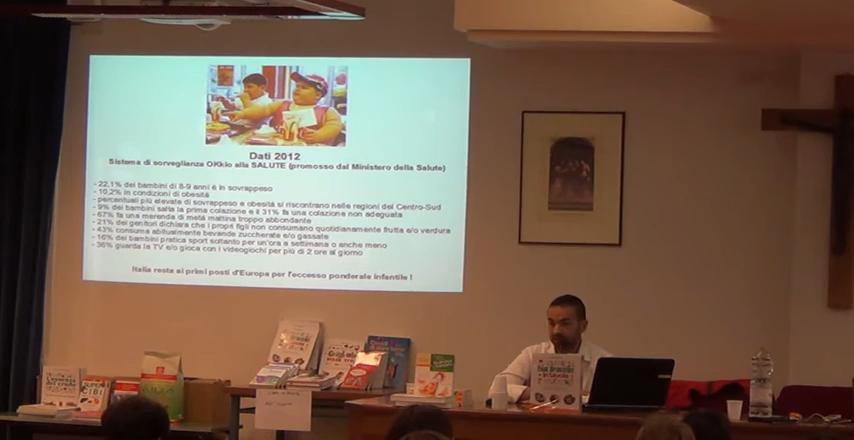 Dati 2012
Sistema di sorveglianza OKkio alla SALUTE (promosso dal Ministero della Salute)
- 22,1% dei bambini di 8-9 anni è in sovrappeso
- 10,2% in condizioni di obesità
- percentuali più elevate di sovrappeso e obesità si riscontrano nelle regioni del Centro-Sud
- 9% dei bambini salta la prima colazione e il 31% fa una colazione non adeguata
- 67% fa una merenda di metà mattina troppo abbondante
- 21% dei genitori dichiara che i propri figli non consumano quotidianamente frutta e/o verdura
- 43% consuma abitualmente bevande zuccherate e/o gassate
- 16% dei bambini pratica sport soltanto per un'ora a settimana o anche meno
- 36% guarda la TV e/o gioca con i videogiochi per più di 2 ore al giorno
Italia resta ai primi posti d'Europa per l'eccesso ponderale infantile !
CIBI